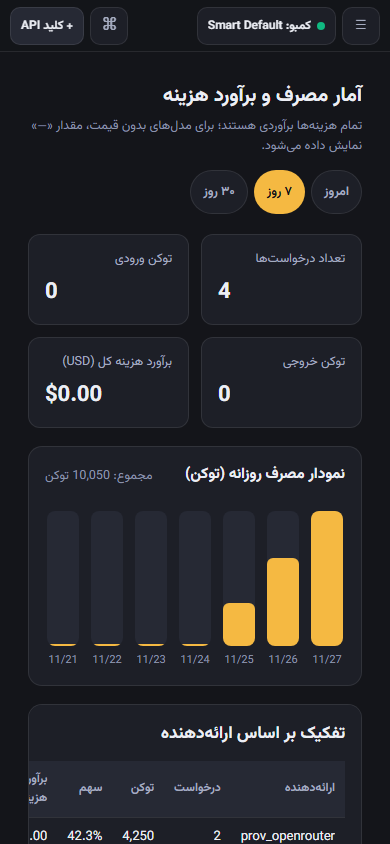 ☰
کمبو: Smart Default
⌘
+ کلید API
آمار مصرف و برآورد هزینه
تمام هزینه‌ها برآوردی هستند؛ برای مدل‌های بدون قیمت، مقدار «—»
نمایش داده می‌شود.
امروز
۷ روز
۳۰ روز
تعداد درخواست‌ها
4
توکن ورودی
0
توکن خروجی
0
برآورد هزینه کل (USD)
$0.00
نمودار مصرف روزانه (توکن)
مجموع: 10,050 توکن
11/27 11/26 11/25 11/24 11/23 11/22 11/21
تفکیک بر اساس ارائه‌دهنده
ارائه‌دهنده درخواست توکن سهم
prov_openrouter 2 4,250 42.3% .00